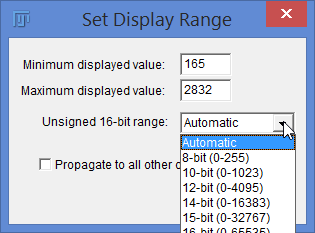 Set Display Range
Minimum displayed value: 165
Maximum displayed value: 2832
Unsigned 16-bit range: Automatic
Automatic
8-bit (0-255)
Propagate to all other
10-bit (0-1023)
12-bit (0-4095)
14-bit (0-16383)
15-bit (0-32767)
16-bit (0-65535)